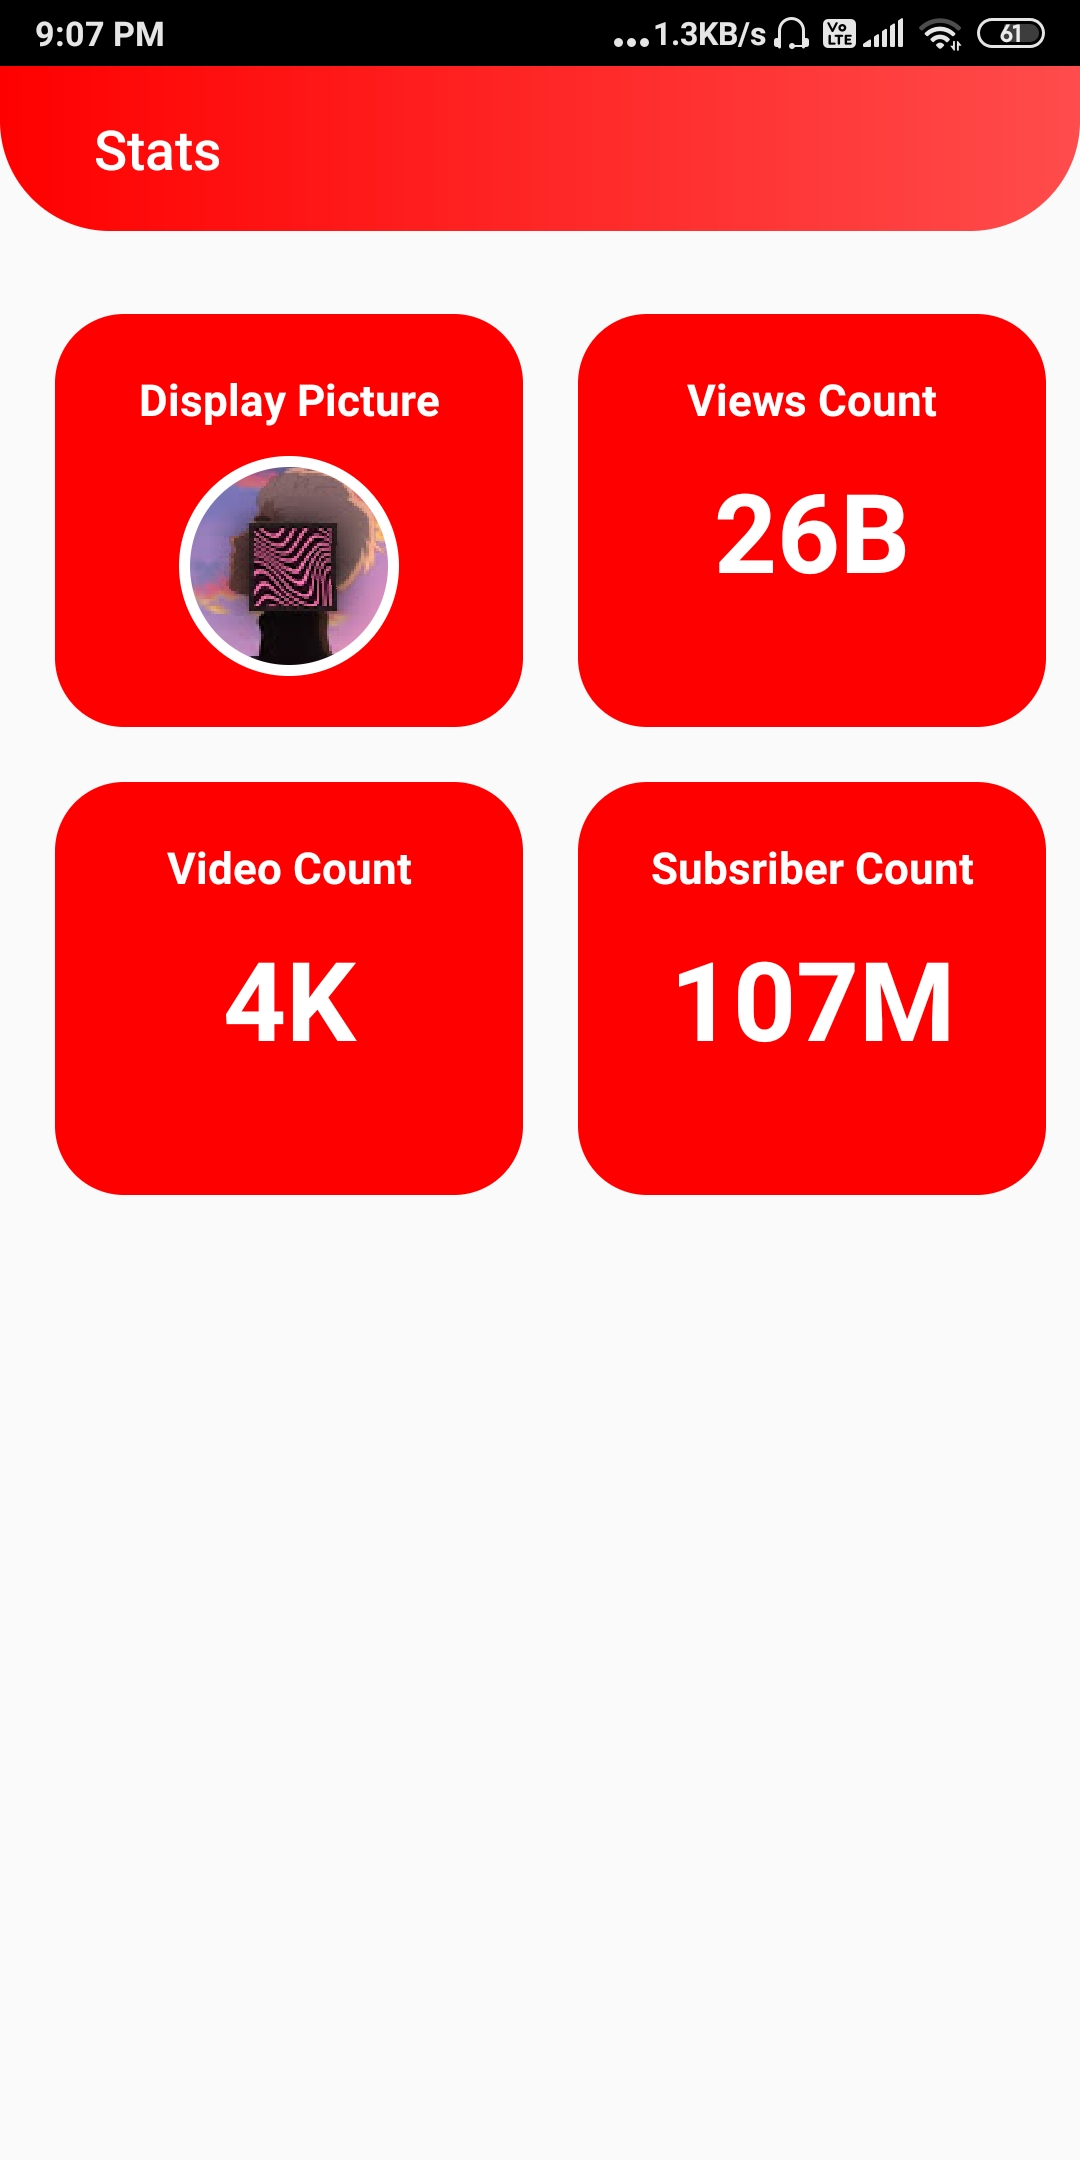 9:07 PM ...1.3KB/s Vo LTE 61
Stats
Display Picture
Views Count
26B
Video Count
Subsriber Count
4K
107M